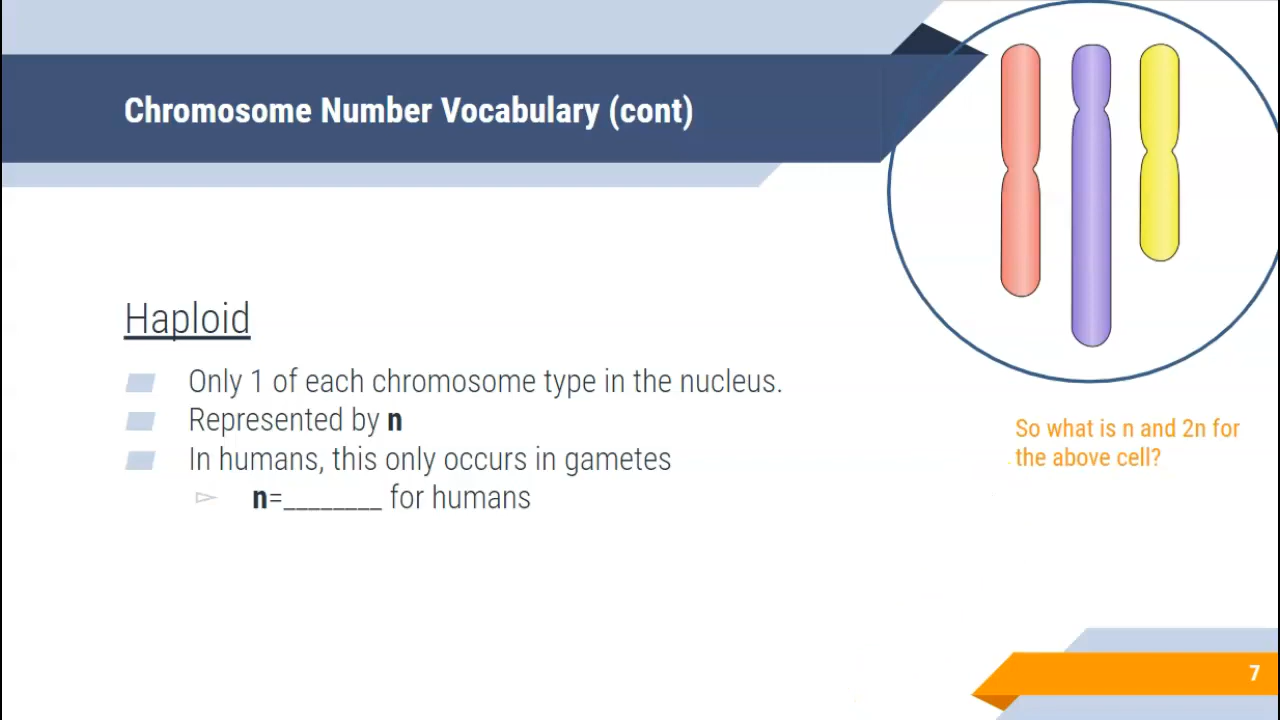 Chromosome Number Vocabulary (cont)
Haploid
Only 1 of each chromosome type in the nucleus.
Represented by n
In humans, this only occurs in gametes
n=________ for humans
So what is n and 2n for
the above cell?
7